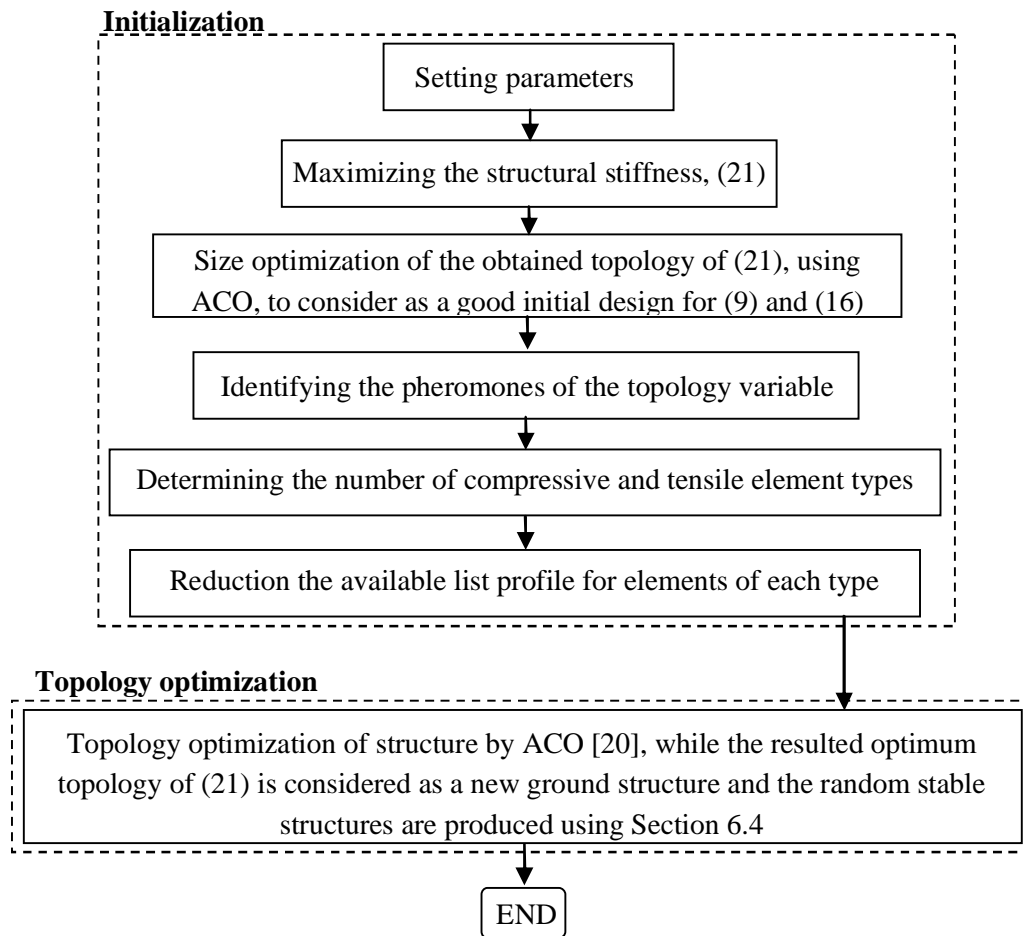 Initialization
Setting parameters
Maximizing the structural stiffness, (21)
Size optimization of the obtained topology of (21), using
ACO, to consider as a good initial design for (9) and (16)
Identifying the pheromones of the topology variable
Determining the number of compressive and tensile element types
Reduction the available list profile for elements of each type
Topology optimization
Topology optimization of structure by ACO [20], while the resulted optimum
topology of (21) is considered as a new ground structure and the random stable
structures are produced using Section 6.4
END